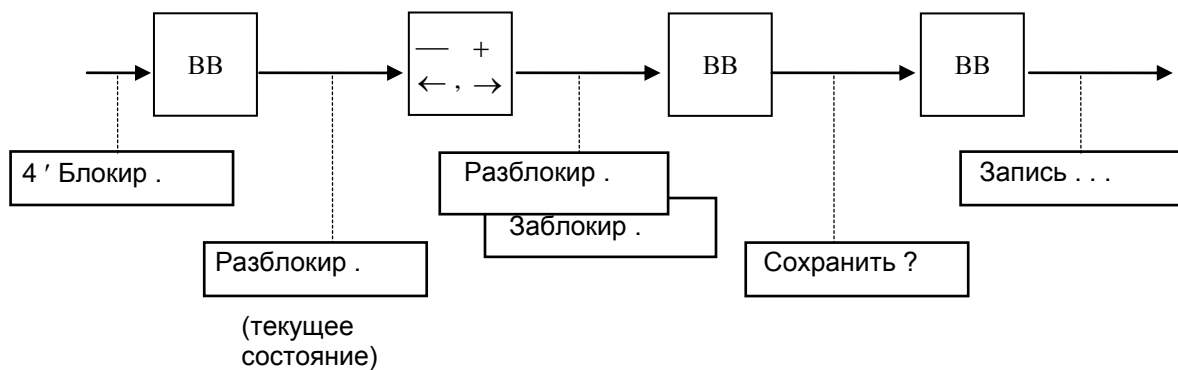 ВВ
— +
← , →
ВВ
ВВ
4 ′ Блокир .
Разблокир .
(текущее
состояние)
Разблокир .
Заблокир .
Сохранить ?
Запись . . .